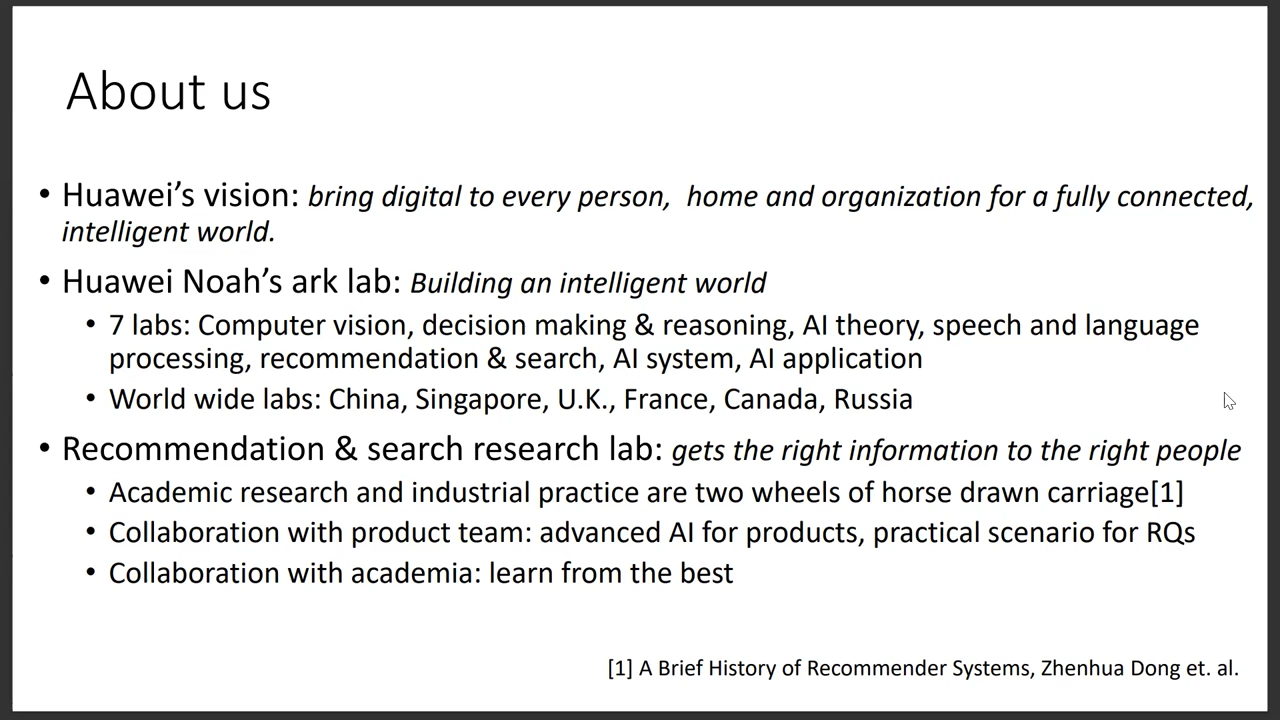 About us
• Huawei’s vision: bring digital to every person,  home and organization for a fully connected,
intelligent world.
• Huawei Noah’s ark lab: Building an intelligent world
• 7 labs: Computer vision, decision making & reasoning, AI theory, speech and language
processing, recommendation & search, AI system, AI application
• World wide labs: China, Singapore, U.K., France, Canada, Russia
• Recommendation & search research lab: gets the right information to the right people
• Academic research and industrial practice are two wheels of horse drawn carriage[1]
• Collaboration with product team: advanced AI for products, practical scenario for RQs
• Collaboration with academia: learn from the best
[1] A Brief History of Recommender Systems, Zhenhua Dong et. al.